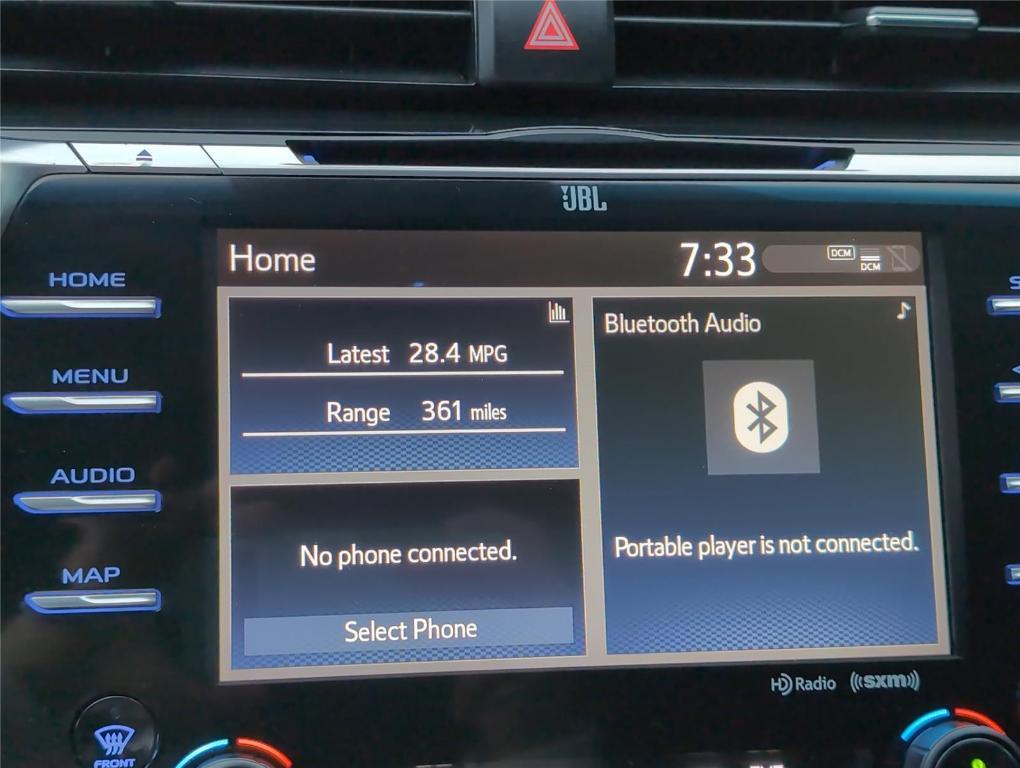 JBL
Home 7:33 DCM
DCM
HOME
MENU
AUDIO
MAP
Latest 28.4 MPG
Range 361 miles
No phone connected.
Select Phone
Bluetooth Audio
Portable player is not connected.
HD Radio
((sxm))
FRONT